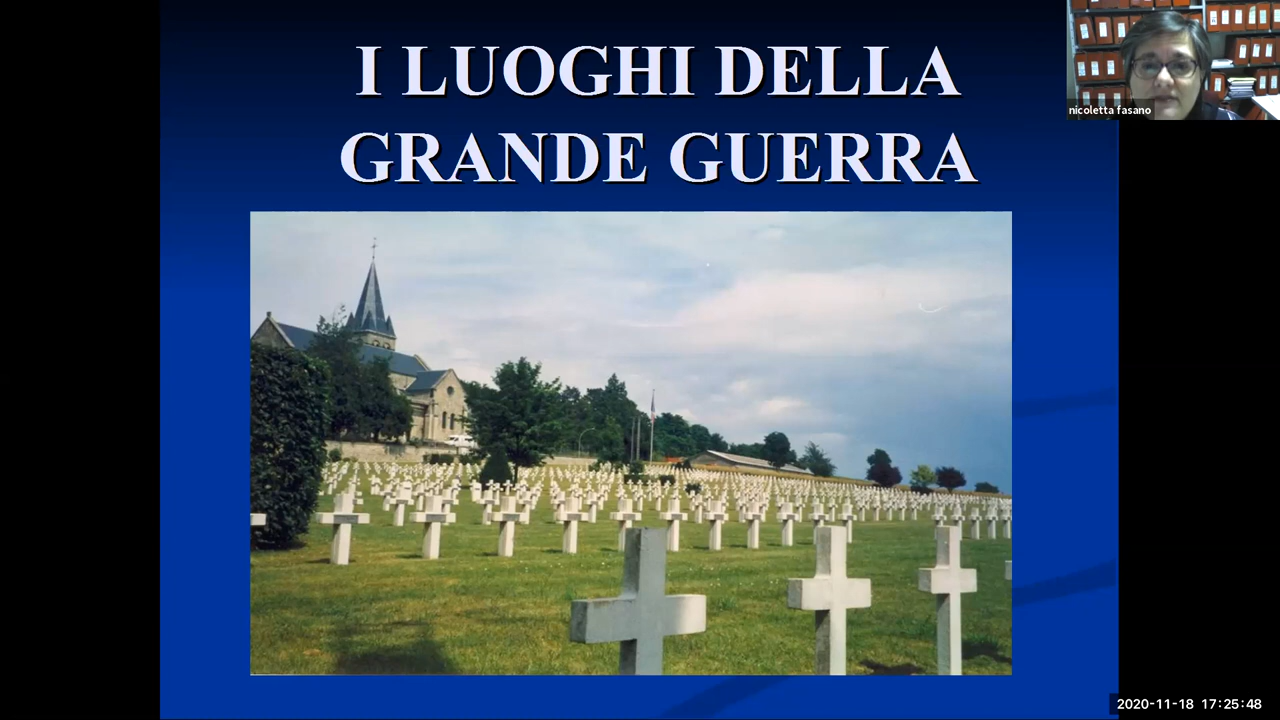 I LUOGHI DELLA
GRANDE GUERRA
nicoletta fasano
2020-11-18 17:25:48